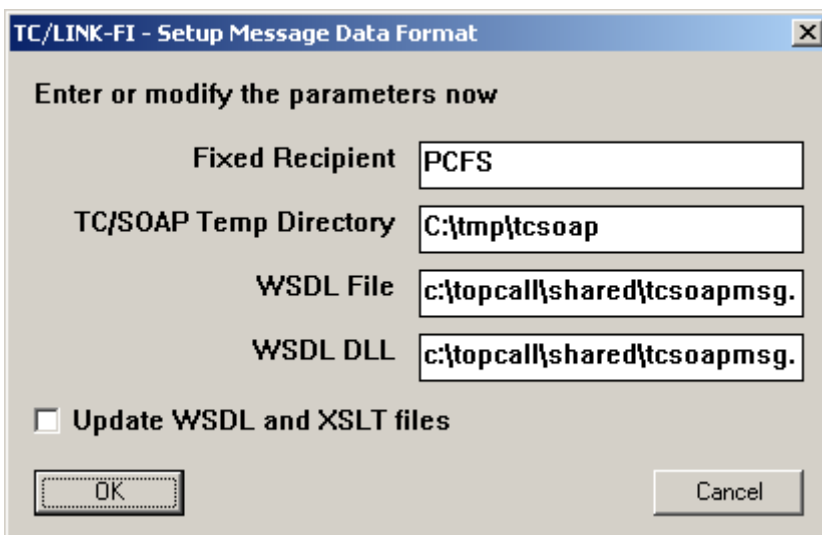 TC/LINK-FI - Setup Message Data Format
Enter or modify the parameters now
Fixed Recipient PCFS
TC/SOAP Temp Directory C:\tmp\tcsoap
WSDL File c:\topcall\shared\tcsoapmsg.
WSDL DLL c:\topcall\shared\tcsoapmsg.
Update WSDL and XSLT files
OK Cancel